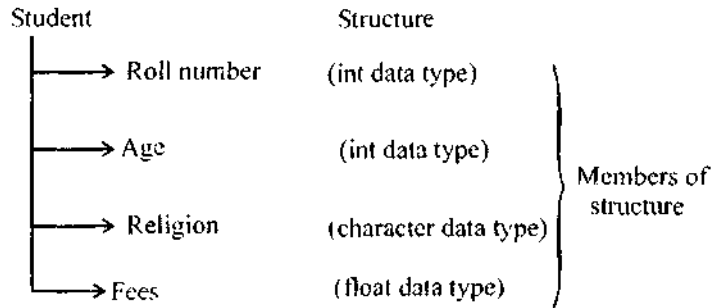 Student Structure
Roll number (int data type)
Age (int data type)
Religion (character data type)
Fees (float data type)
Members of
structure